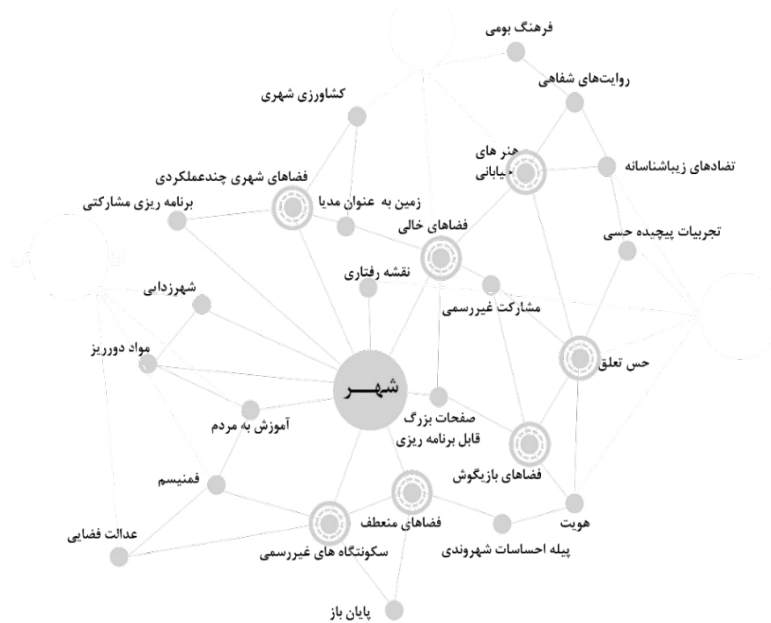 فرهنگ بومی
روایت‌های شفاهی
کشاورزی شهری
هنر های
خیابانی
تضادهای زیباشناسانه
فضاهای شهری چندعملکردی
برنامه ریزی مشارکتی
زمین به عنوان مدیا
فضاهای خالی
تجربیات پیچیده حسی
نقشه رفتاری
مشارکت غیررسمی
شهرزدایی
مواد دورریز
حس تعلق
شهـــر
صفحات بزرگ
قابل برنامه ریزی
آموزش به مردم
فضاهای بازیگوش
فمنیسم
هویت
فضاهای منعطف
پیله احساسات شهروندی
عدالت فضایی
سکونتگاه های غیررسمی
پایان باز